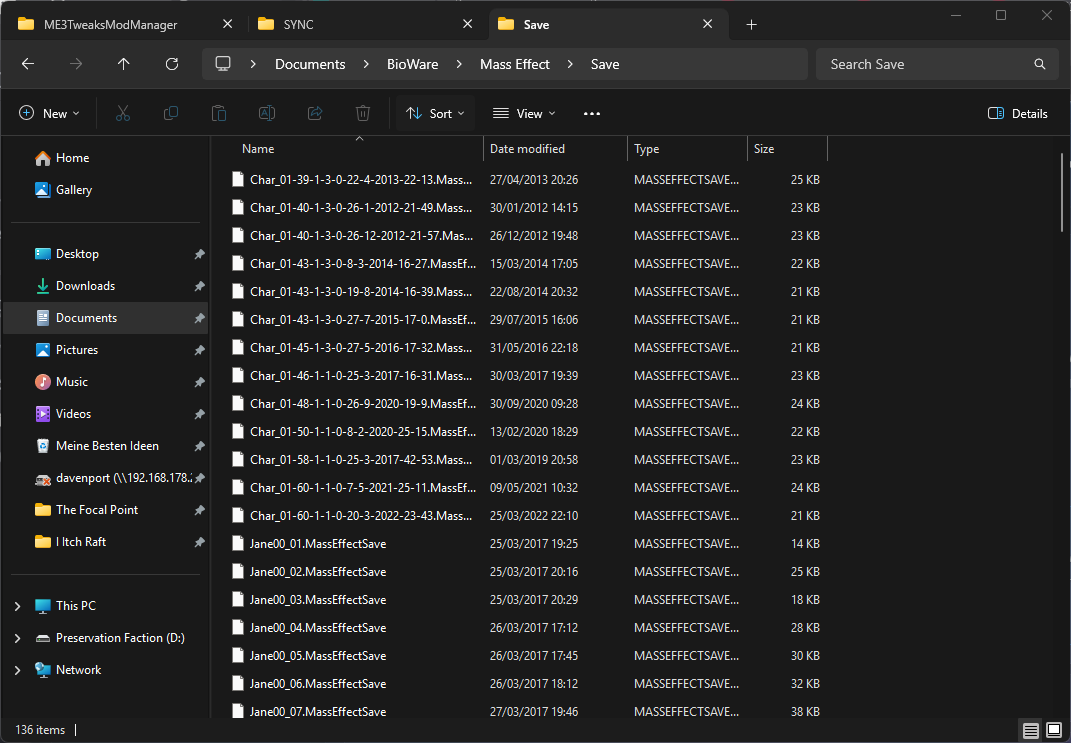 ME3TweaksModManager
SYNC
Save
Documents
BioWare
Mass Effect
Save
Search Save
New
Sort
View
Details
Home
Gallery
Desktop
Downloads
Documents
Pictures
Music
Videos
Meine Besten Ideen
davenport (\\192.168.178.
The Focal Point
I Itch Raft
This PC
Preservation Faction (D:)
Network
Name Date modified Type Size
Char_01-39-1-3-0-22-4-2013-22-13.Mass... 27/04/2013 20:26 MASSEFFECTSAVE... 25 KB
Char_01-40-1-3-0-26-1-2012-21-49.Mass... 30/01/2012 14:15 MASSEFFECTSAVE... 23 KB
Char_01-40-1-3-0-26-12-2012-21-57.Mas... 26/12/2012 19:48 MASSEFFECTSAVE... 23 KB
Char_01-43-1-3-0-8-3-2014-16-27.MassEf... 15/03/2014 17:05 MASSEFFECTSAVE... 22 KB
Char_01-43-1-3-0-19-8-2014-16-39.Mass... 22/08/2014 20:32 MASSEFFECTSAVE... 21 KB
Char_01-43-1-3-0-27-7-2015-17-0.MassEf... 29/07/2015 16:06 MASSEFFECTSAVE... 21 KB
Char_01-45-1-3-0-27-5-2016-17-32.Mass... 31/05/2016 22:18 MASSEFFECTSAVE... 21 KB
Char_01-46-1-1-0-25-3-2017-16-31.Mass... 30/03/2017 19:39 MASSEFFECTSAVE... 23 KB
Char_01-48-1-1-0-26-9-2020-19-9.MassEf... 30/09/2020 09:28 MASSEFFECTSAVE... 24 KB
Char_01-50-1-1-0-8-2-2020-25-15.MassEf... 13/02/2020 18:29 MASSEFFECTSAVE... 22 KB
Char_01-58-1-1-0-25-3-2017-42-53.Mass... 01/03/2019 20:58 MASSEFFECTSAVE... 23 KB
Char_01-60-1-1-0-7-5-2021-25-11.MassEf... 09/05/2021 10:32 MASSEFFECTSAVE... 24 KB
Char_01-60-1-1-0-20-3-2022-23-43.Mass... 25/03/2022 22:10 MASSEFFECTSAVE... 21 KB
Jane00_01.MassEffectSave 25/03/2017 19:25 MASSEFFECTSAVE... 14 KB
Jane00_02.MassEffectSave 25/03/2017 20:16 MASSEFFECTSAVE... 25 KB
Jane00_03.MassEffectSave 25/03/2017 20:29 MASSEFFECTSAVE... 18 KB
Jane00_04.MassEffectSave 26/03/2017 17:12 MASSEFFECTSAVE... 28 KB
Jane00_05.MassEffectSave 26/03/2017 17:45 MASSEFFECTSAVE... 30 KB
Jane00_06.MassEffectSave 26/03/2017 18:12 MASSEFFECTSAVE... 32 KB
Jane00_07.MassEffectSave 27/03/2017 19:46 MASSEFFECTSAVE... 38 KB
136 items